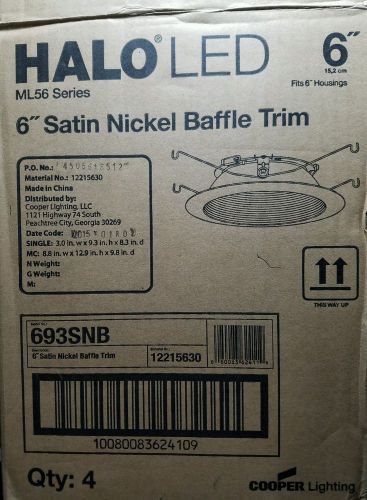 HALO® LED
ML56 Series
6"
15,2 cm
Fits 6" Housings
6" Satin Nickel Baffle Trim
P.O. No.:
Material No.: 12215630
Made in China
Distributed by:
Cooper Lighting, LLC
1121 Highway 74 South
Peachtree City, Georgia 30269
Date Code:
SINGLE: 3.0 in. w x 9.3 in. h x 8.3 in. d
MC: 8.8 in. w x 12.9 in. h x 9.8 in. d
N Weight:
G Weight:
M:
THIS WAY UP
693SNB
6" Satin Nickel Baffle Trim
12215630
10080083624109
Qty: 4
COOPER Lighting